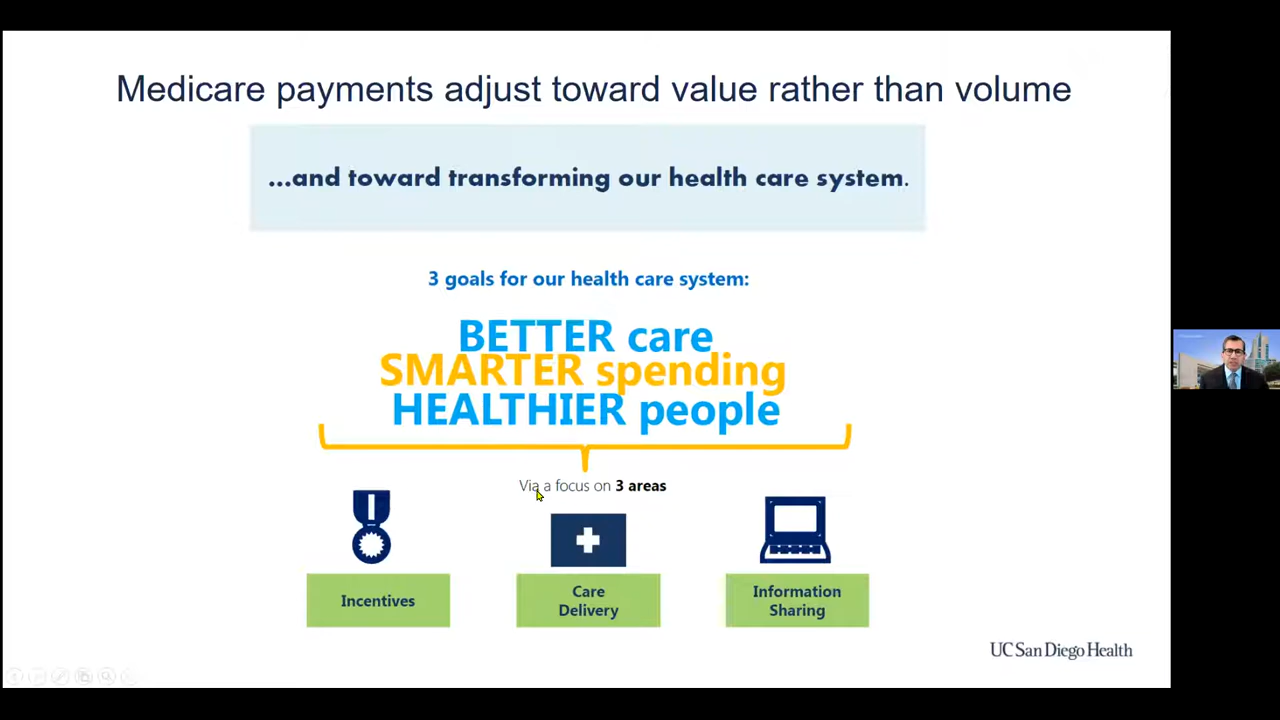 Medicare payments adjust toward value rather than volume
...and toward transforming our health care system.
3 goals for our health care system:
BETTER care
SMARTER spending
HEALTHIER people
Via a focus on 3 areas
Incentives
Care
Delivery
Information
Sharing
UC San Diego Health